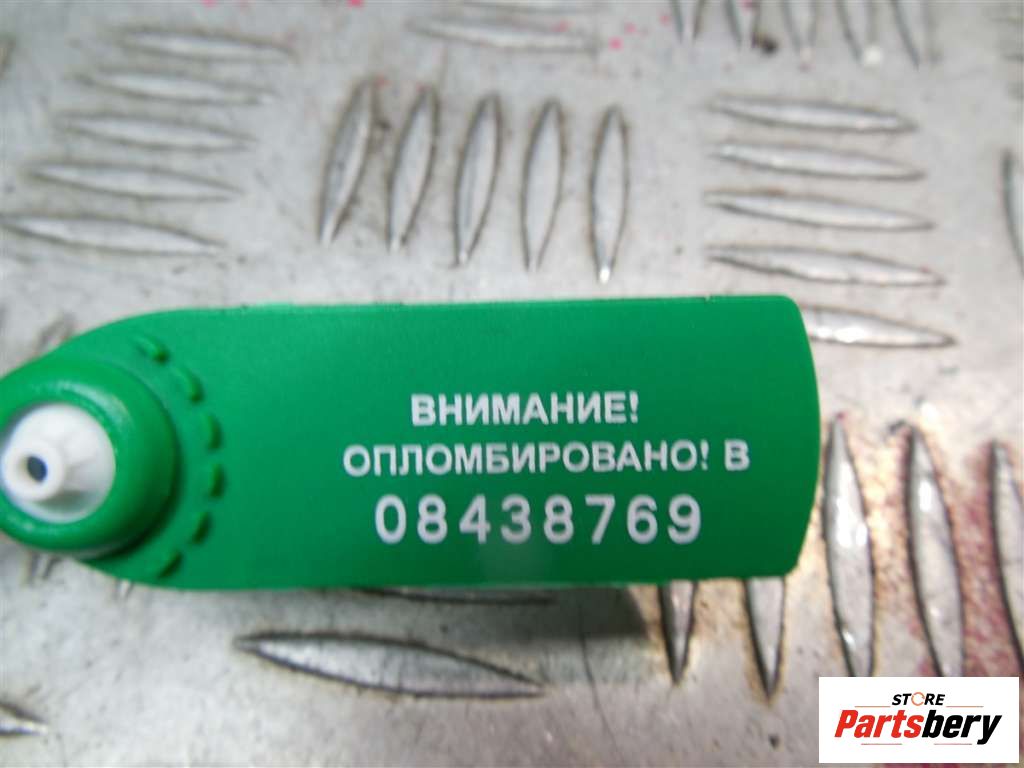 ВНИМАНИЕ!
ОПЛОМБИРОВАНО! В
08438769
STORE
Partsbery